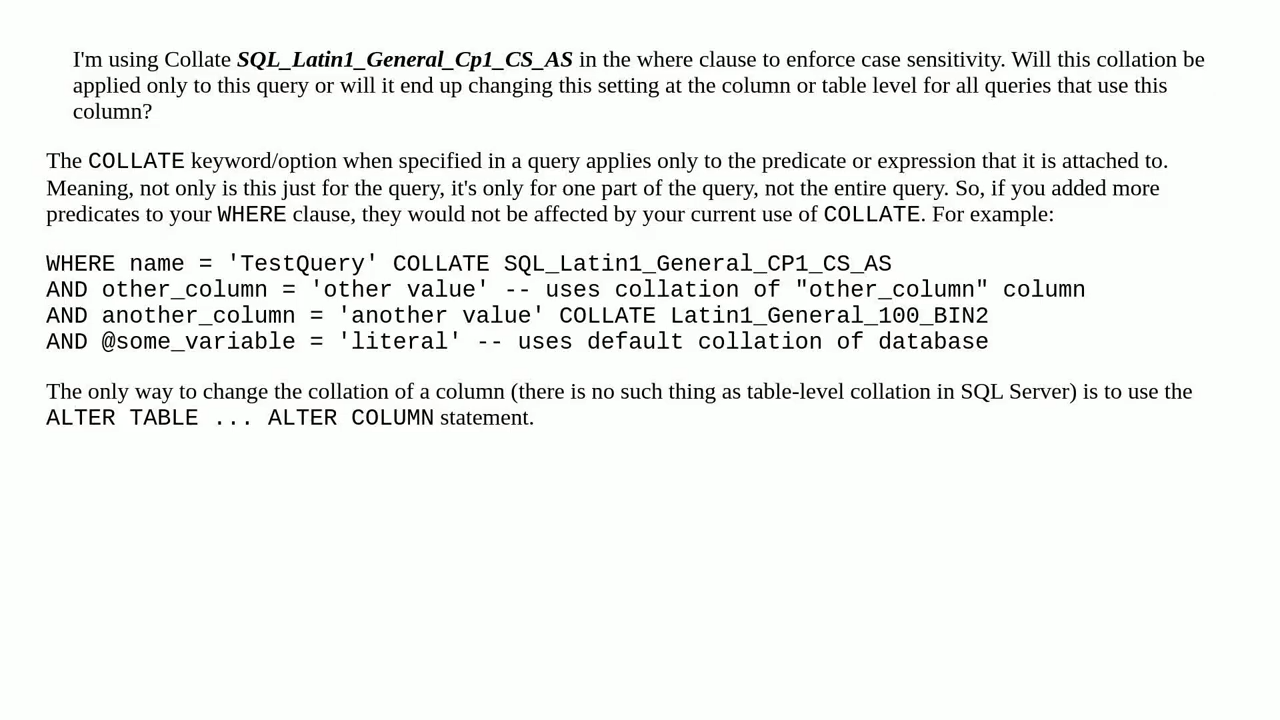 I'm using Collate SQL_Latin1_General_Cp1_CS_AS in the where clause to enforce case sensitivity. Will this collation be
applied only to this query or will it end up changing this setting at the column or table level for all queries that use this
column?
The COLLATE keyword/option when specified in a query applies only to the predicate or expression that it is attached to.
Meaning, not only is this just for the query, it's only for one part of the query, not the entire query. So, if you added more
predicates to your WHERE clause, they would not be affected by your current use of COLLATE. For example:
WHERE name = 'TestQuery' COLLATE SQL_Latin1_General_CP1_CS_AS
AND other_column = 'other value' -- uses collation of "other_column" column
AND another_column = 'another value' COLLATE Latin1_General_100_BIN2
AND @some_variable = 'literal' -- uses default collation of database
The only way to change the collation of a column (there is no such thing as table-level collation in SQL Server) is to use the
ALTER TABLE ... ALTER COLUMN statement.